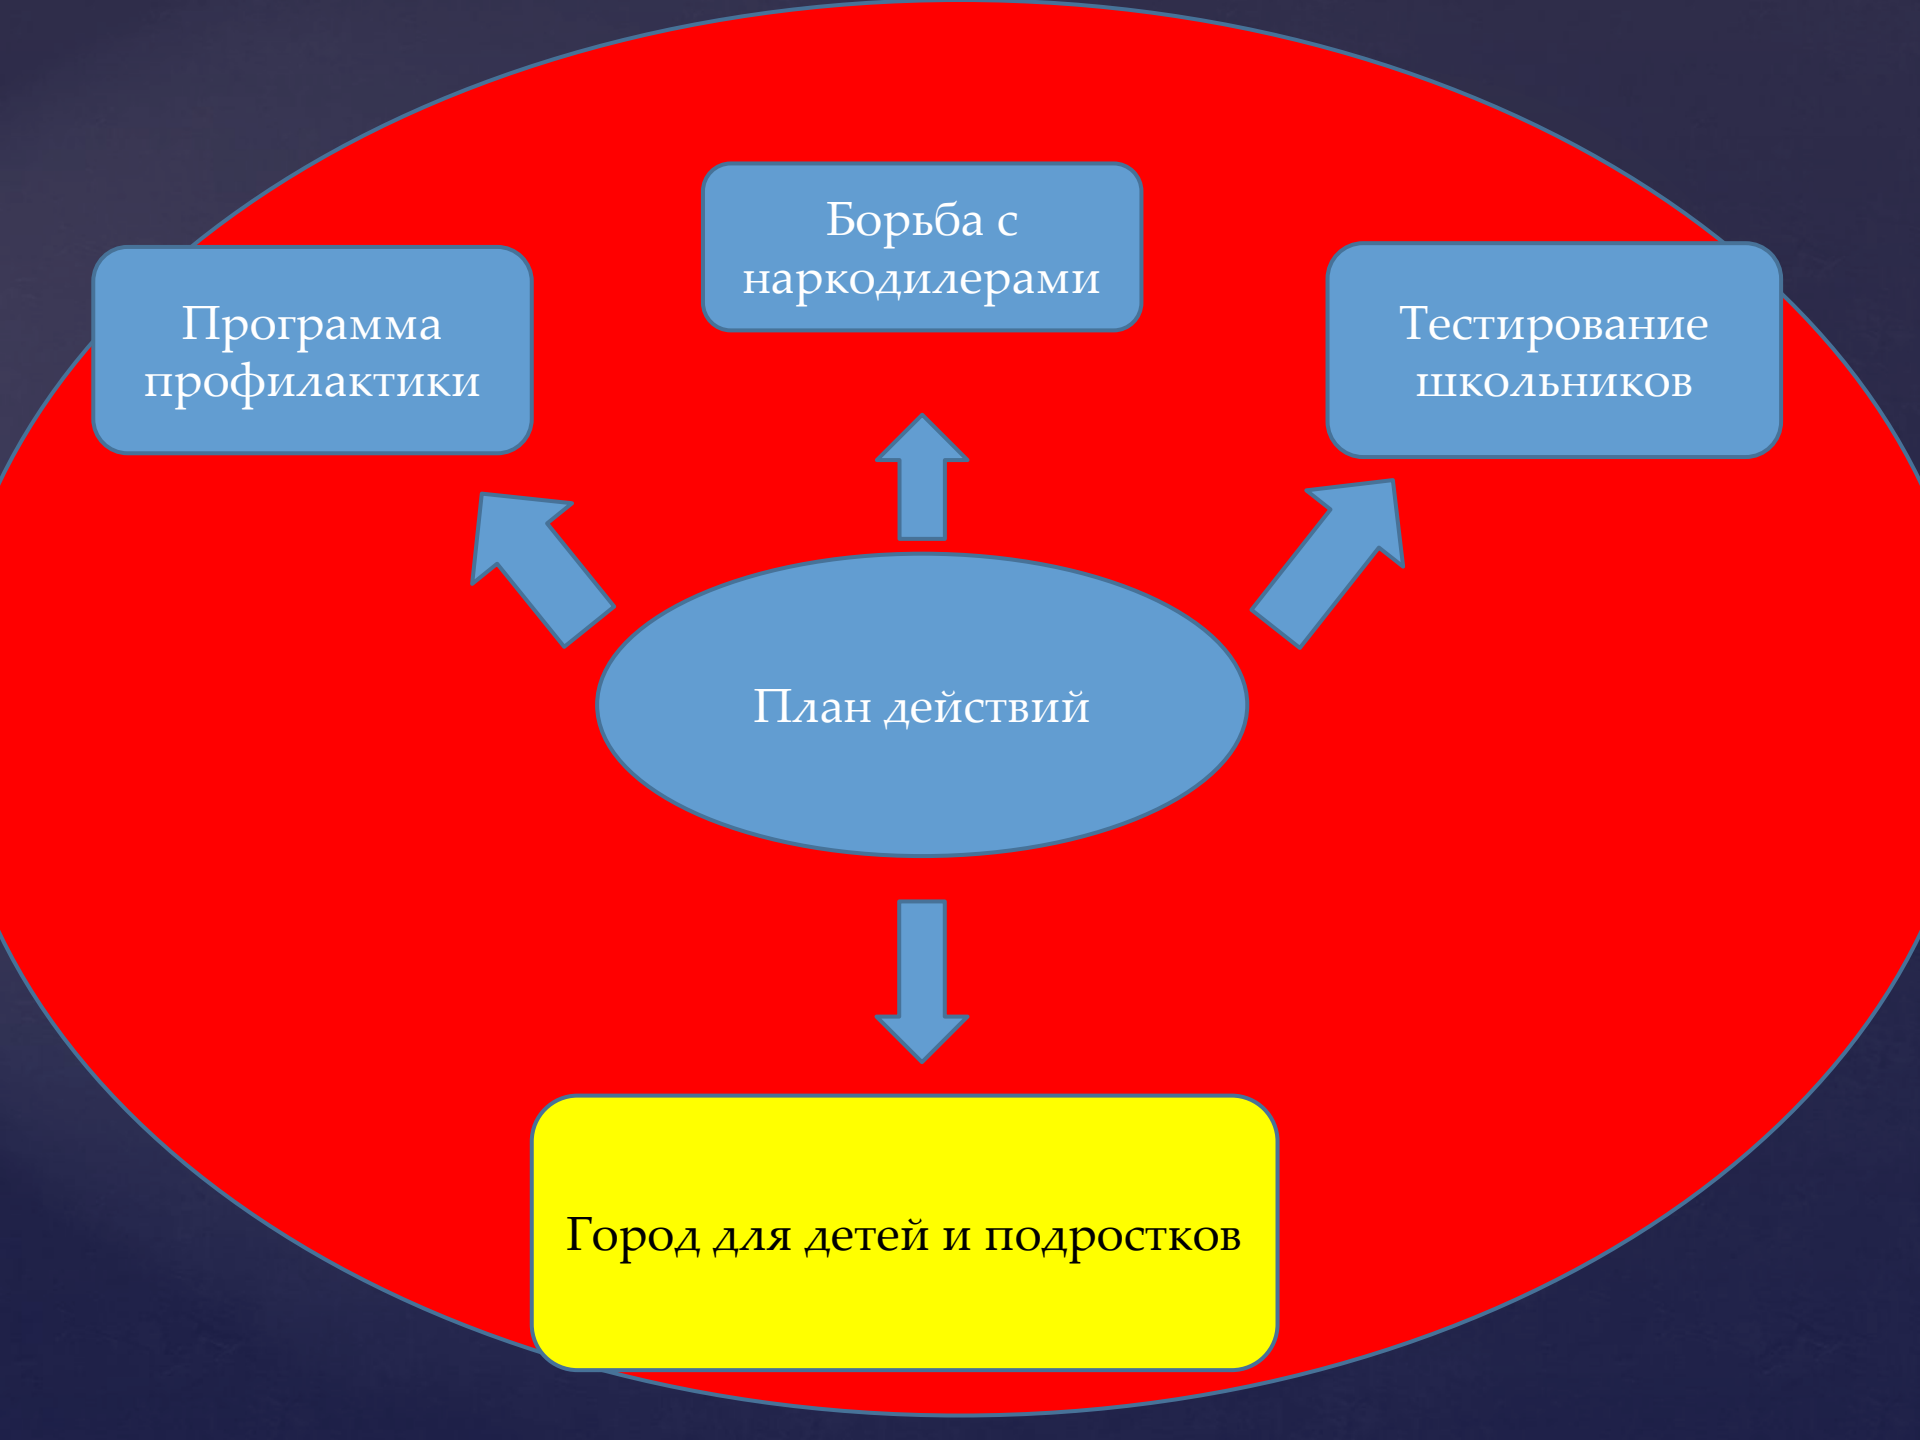 Борьба с
наркодилерами
Программа
профилактики
Тестирование
школьников
План действий
Город для детей и подростков